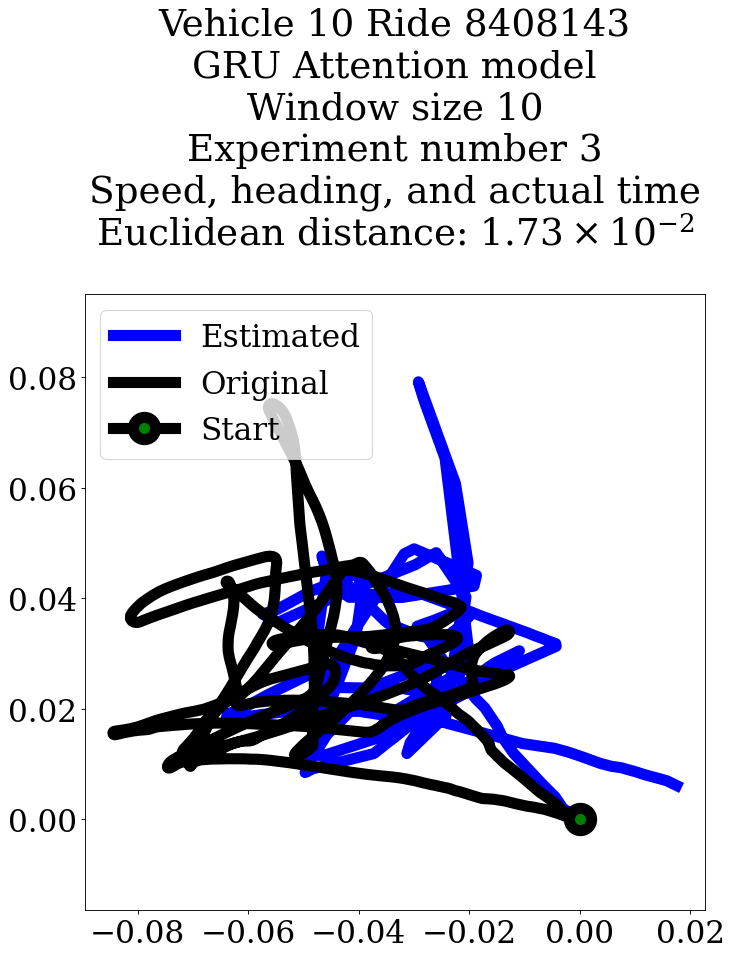 Vehicle 10 Ride 8408143
GRU Attention model
Window size 10
Experiment number 3
Speed, heading, and actual time
Euclidean distance: 1.73 × 10⁻²
Estimated
Original
Start
0.08
0.06
0.04
0.02
0.00
−0.08 −0.06 −0.04 −0.02 0.00 0.02